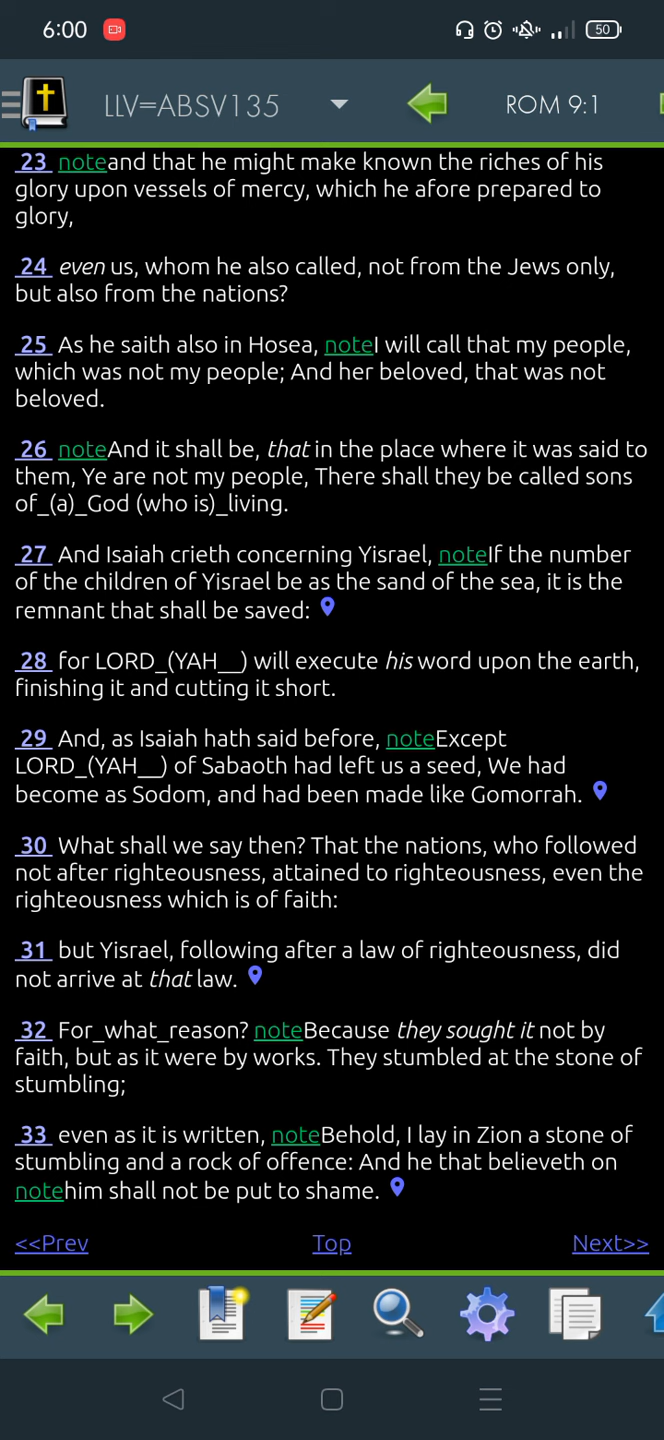 6:00
50
LLV=ABSV135
ROM 9:1
23 noteand that he might make known the riches of his
glory upon vessels of mercy, which he afore prepared to
glory,
24 even us, whom he also called, not from the Jews only,
but also from the nations?
25 As he saith also in Hosea, noteI will call that my people,
which was not my people; And her beloved, that was not
beloved.
26 noteAnd it shall be, that in the place where it was said to
them, Ye are not my people, There shall they be called sons
of_(a)_God (who is)_living.
27 And Isaiah crieth concerning Yisrael, noteIf the number
of the children of Yisrael be as the sand of the sea, it is the
remnant that shall be saved:
28 for LORD_(YAH__) will execute his word upon the earth,
finishing it and cutting it short.
29 And, as Isaiah hath said before, noteExcept
LORD_(YAH__) of Sabaoth had left us a seed, We had
become as Sodom, and had been made like Gomorrah.
30 What shall we say then? That the nations, who followed
not after righteousness, attained to righteousness, even the
righteousness which is of faith:
31 but Yisrael, following after a law of righteousness, did
not arrive at that law.
32 For_what_reason? noteBecause they sought it not by
faith, but as it were by works. They stumbled at the stone of
stumbling;
33 even as it is written, noteBehold, I lay in Zion a stone of
stumbling and a rock of offence: And he that believeth on
notehim shall not be put to shame.
<<Prev Top Next>>